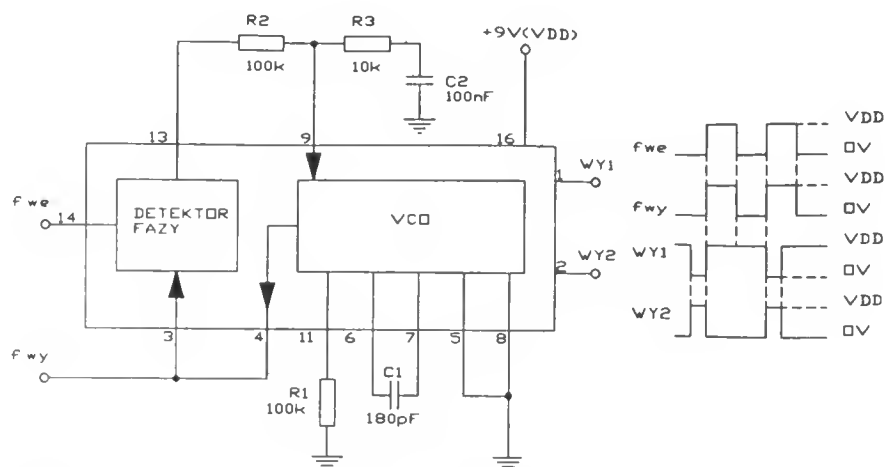 R2
100k
R3
10k
C2
100nF
+9V(VDD)
13
9
16
fwe
14
DETEKTOR
FAZY
VCO
1
WY1
2
WY2
3
4
11
6
7
5
8
fwy
R1
100k
C1
180pF
fwe
VDD
0V
fwy
VDD
0V
WY1
VDD
0V
WY2
VDD
0V